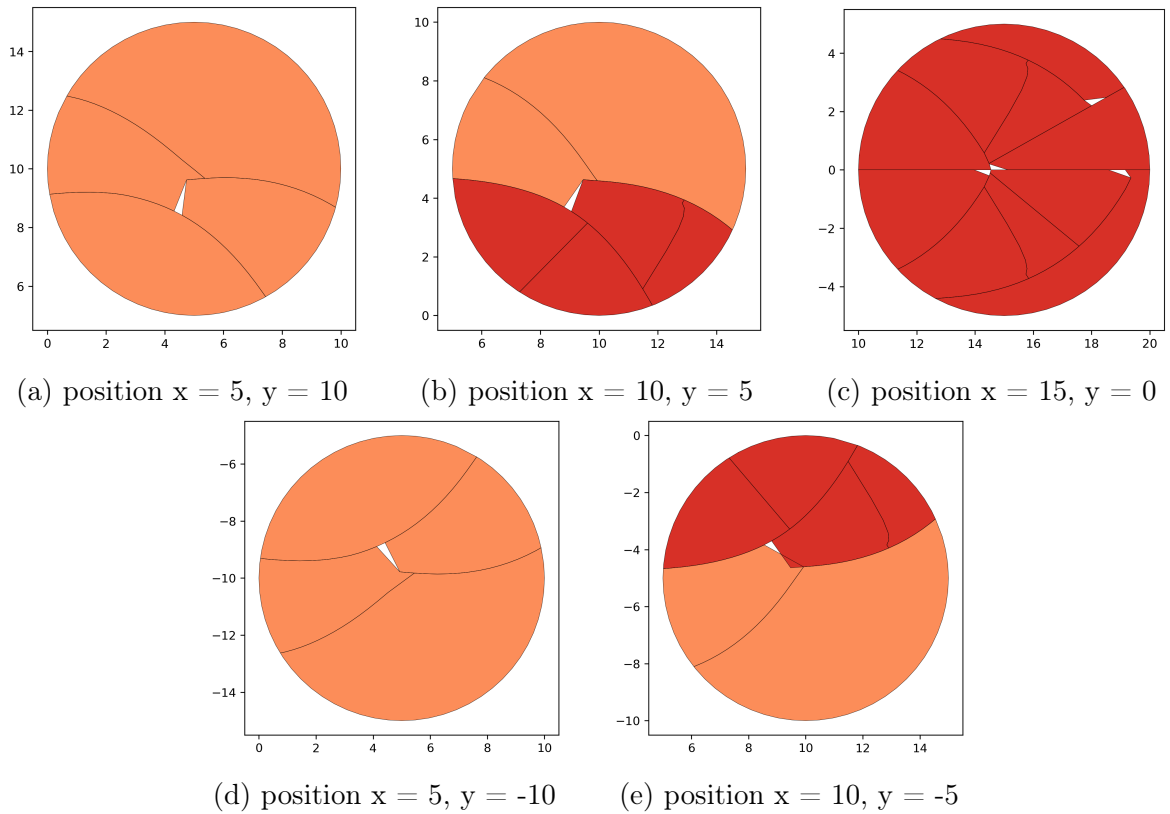 14
12
10
8
6
0 2 4 6 8 10
(a) position x = 5, y = 10
10
8
6
4
2
0
6 8 10 12 14
(b) position x = 10, y = 5
4
2
0
−2
−4
10 12 14 16 18 20
(c) position x = 15, y = 0
−6
−8
−10
−12
−14
0 2 4 6 8 10
(d) position x = 5, y = -10
0
−2
−4
−6
−8
−10
6 8 10 12 14
(e) position x = 10, y = -5